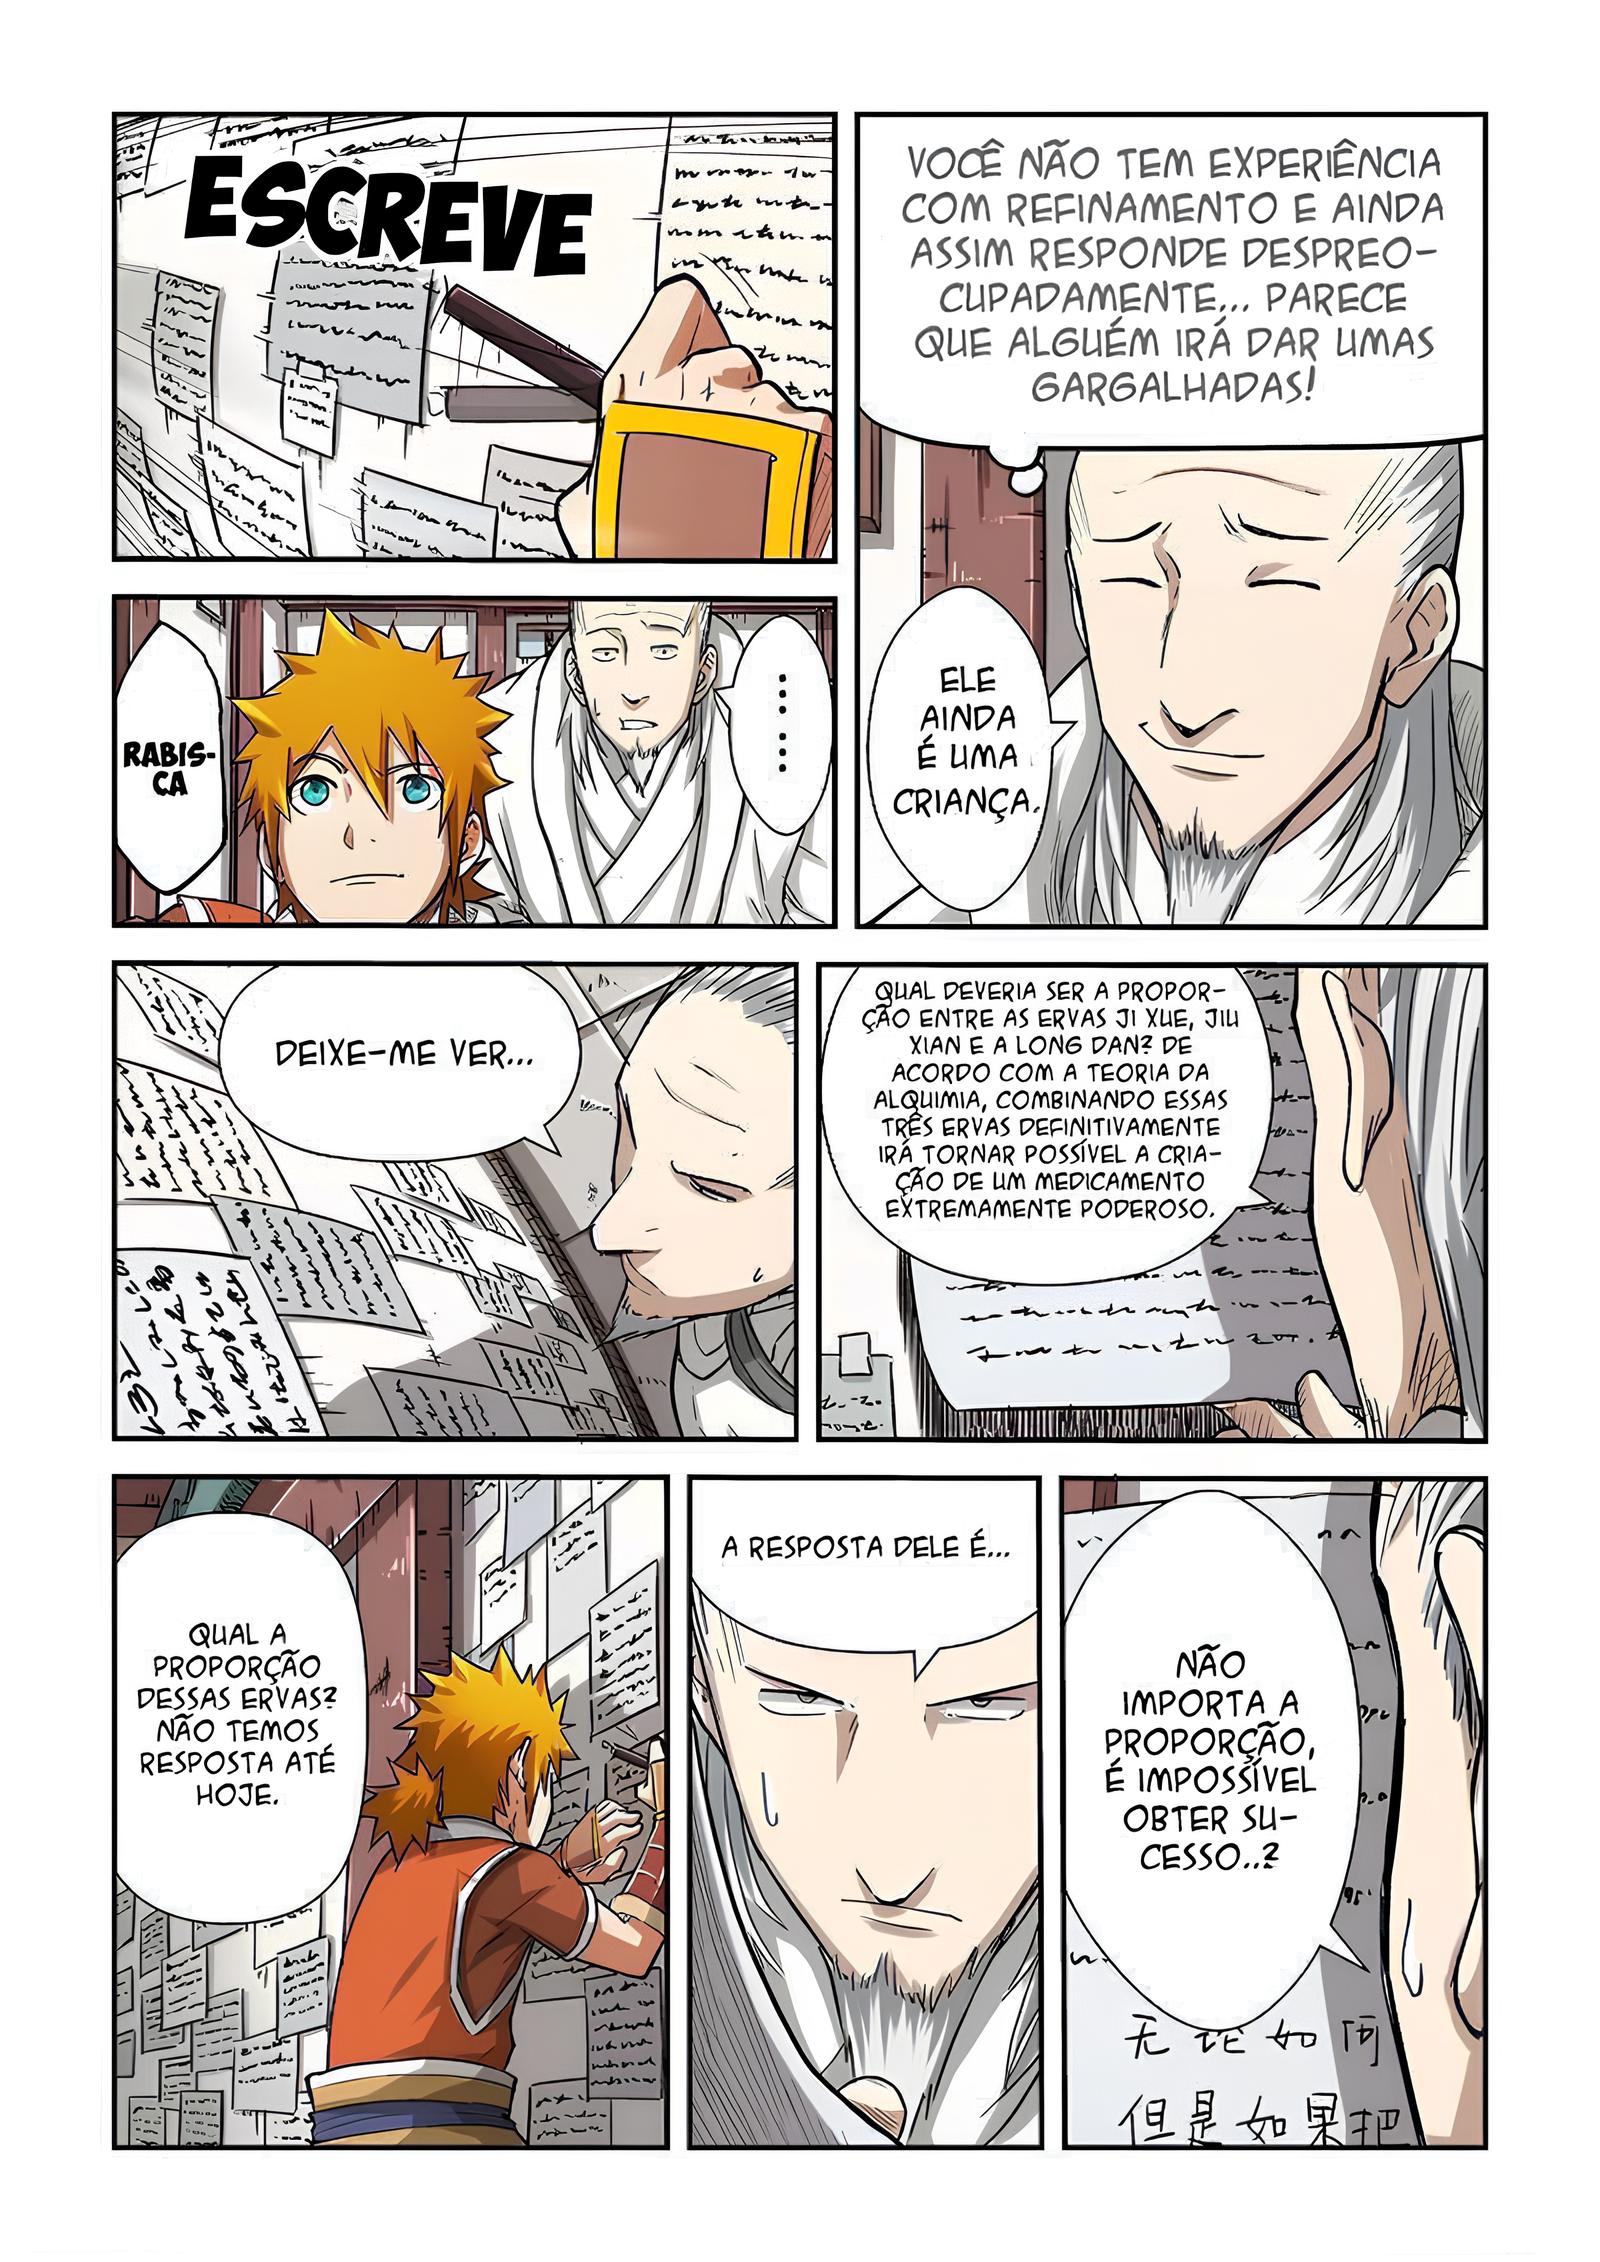 ESCREVE
RABIS-
CA
......
VOCÊ NÃO TEM EXPERIÊNCIA
COM REFINAMENTO E AINDA
ASSIM RESPONDE DESPREO-
CUPADAMENTE... PARECE
QUE ALGUÉM IRÁ DAR UMAS
GARGALHADAS!
ELE
AINDA
É UMA
CRIANÇA.
DEIXE-ME VER...
QUAL DEVERIA SER A PROPOR-
ÇÃO ENTRE AS ERVAS JI XUE, JIU
XIAN E A LONG DAN? DE
ACORDO COM A TEORIA DA
ALQUIMIA, COMBINANDO ESSAS
TRÊS ERVAS DEFINITIVAMENTE
IRÁ TORNAR POSSÍVEL A CRIA-
ÇÃO DE UM MEDICAMENTO
EXTREMAMENTE PODEROSO.
QUAL A
PROPORÇÃO
DESSAS ERVAS?
NÃO TEMOS
RESPOSTA ATÉ
HOJE.
A RESPOSTA DELE É...
NÃO
IMPORTA A
PROPORÇÃO,
É IMPOSSÍVEL
OBTER SU-
CESSO..?
如何
但是如果把